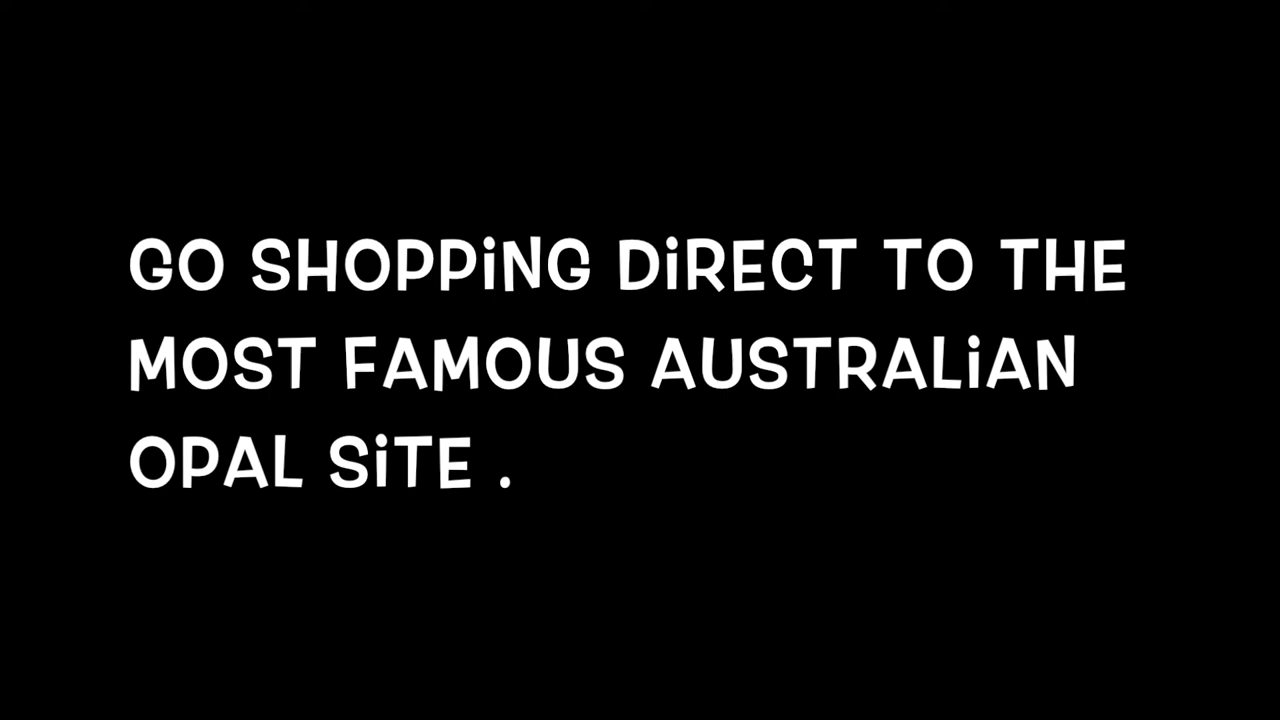 GO SHOPPiNG DiRECT TO THE
MOST FAMOUS AUSTRALiAN
OPAL SiTE .